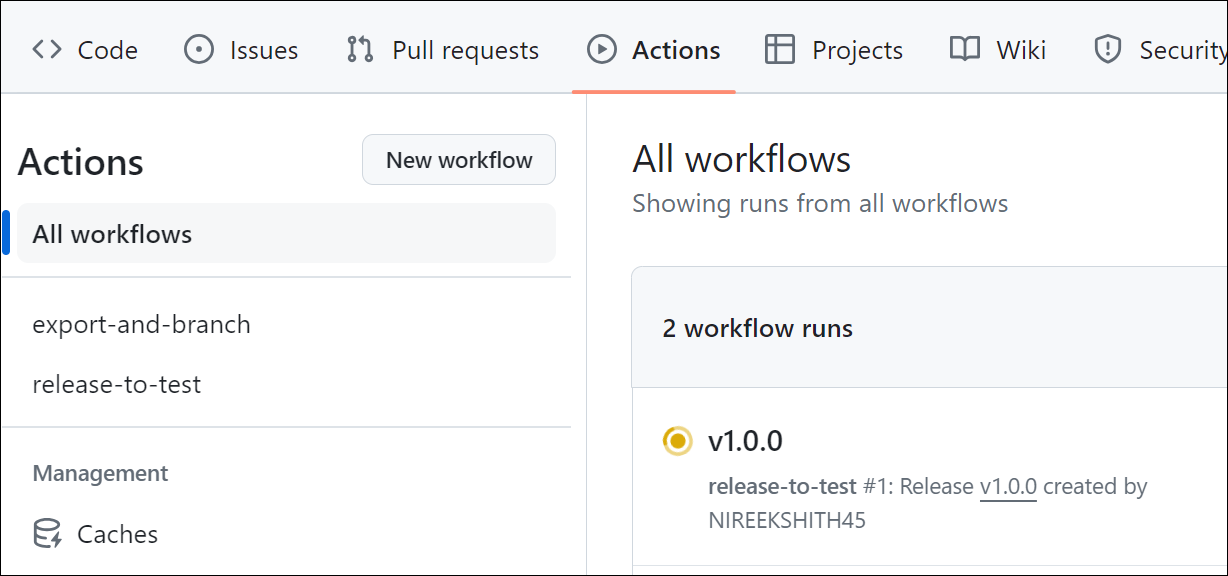 Code Issues Pull requests Actions Projects Wiki Security
Actions
New workflow
All workflows
export-and-branch
release-to-test
Management
Caches
All workflows
Showing runs from all workflows
2 workflow runs
v1.0.0
release-to-test #1: Release v1.0.0 created by
NIREEKSHITH45